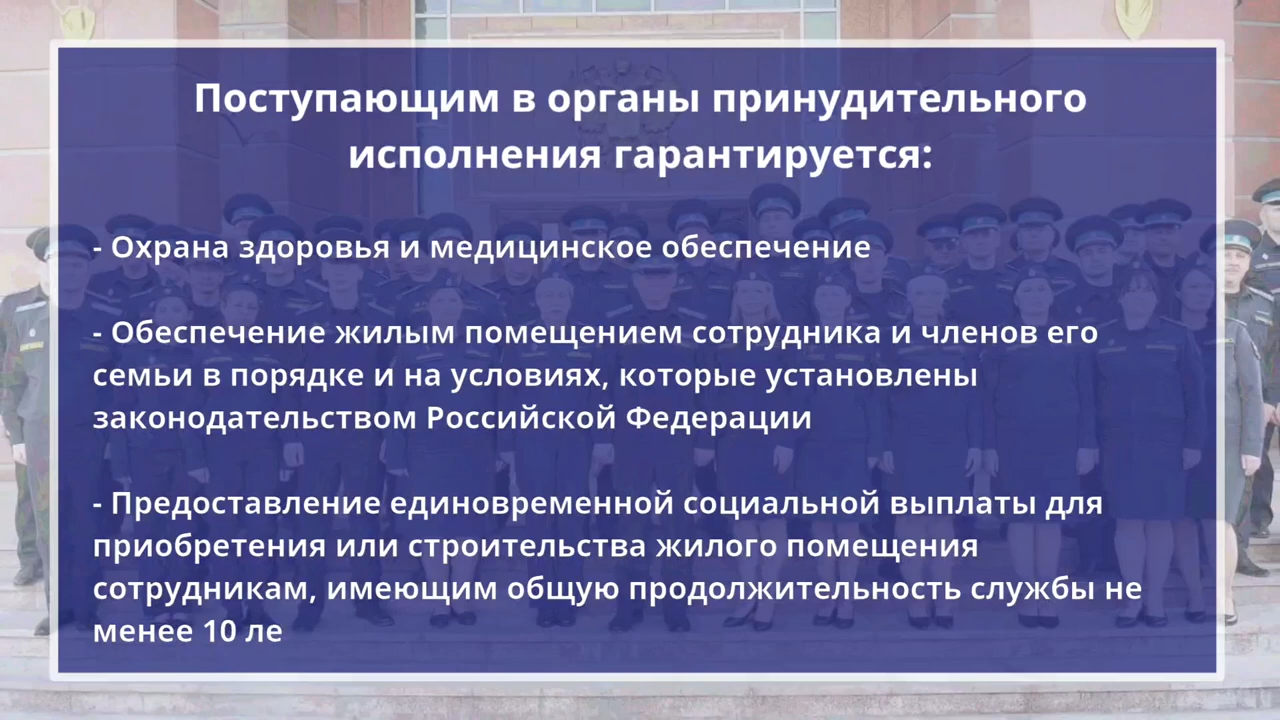 Поступающим в органы принудительного
исполнения гарантируется:
- Охрана здоровья и медицинское обеспечение
- Обеспечение жилым помещением сотрудника и членов его
семьи в порядке и на условиях, которые установлены
законодательством Российской Федерации
- Предоставление единовременной социальной выплаты для
приобретения или строительства жилого помещения
сотрудникам, имеющим общую продолжительность службы не
менее 10 ле